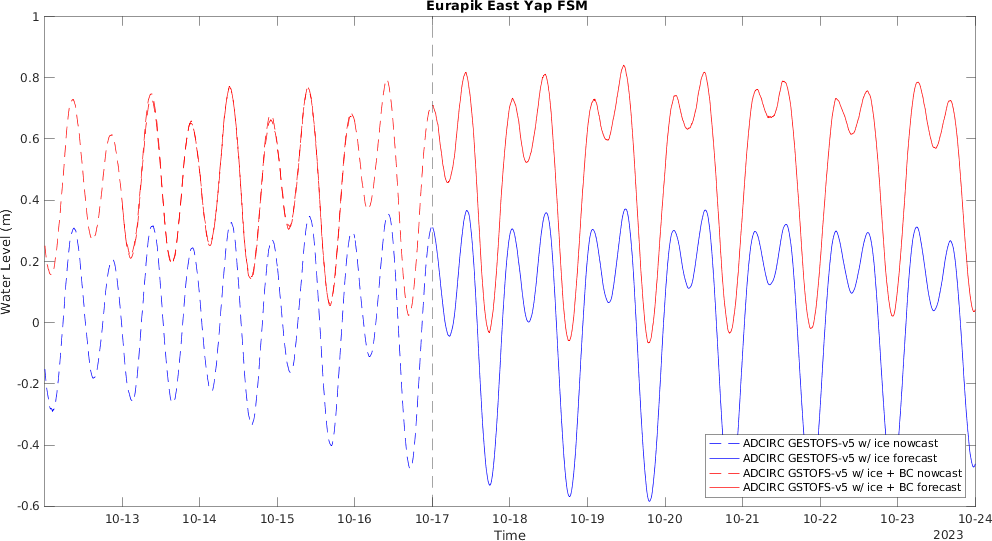 Eurapik East Yap FSM
1
0.8
0.6
0.4
0.2
0
-0.2
-0.4
-0.6
Water Level (m)
ADCIRC GESTOFS-v5 w/ ice nowcast
ADCIRC GESTOFS-v5 w/ ice forecast
ADCIRC GSTOFS-v5 w/ ice + BC nowcast
ADCIRC GSTOFS-v5 w/ ice + BC forecast
10-13 10-14 10-15 10-16 10-17 10-18 10-19 10-20 10-21 10-22 10-23 10-24
Time
2023